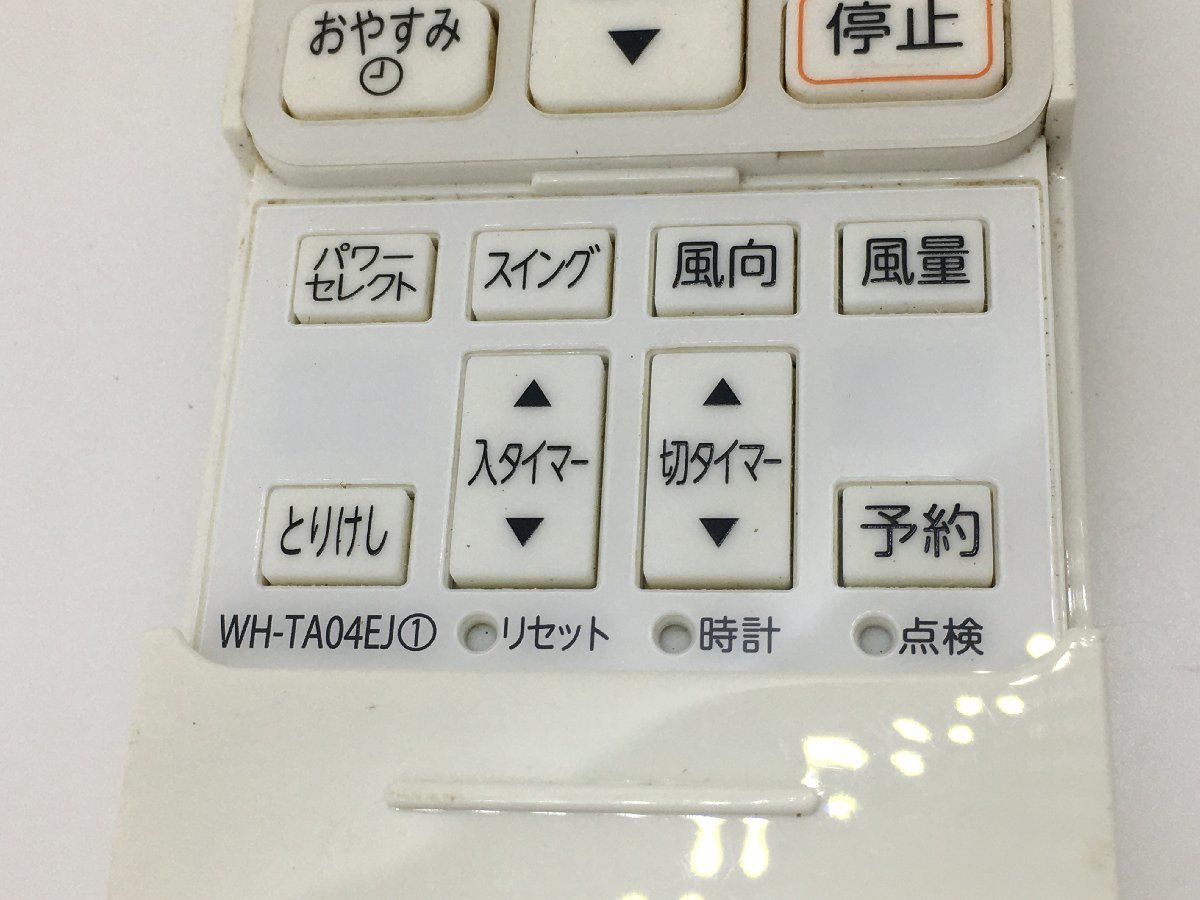 おやすみ
▼
停止
パワー
セレクト
スイング
風向
風量
▲
入タイマー
▼
▲
切タイマー
▼
とりけし
予約
WH-TA04EJ①
リセット
時計
点検